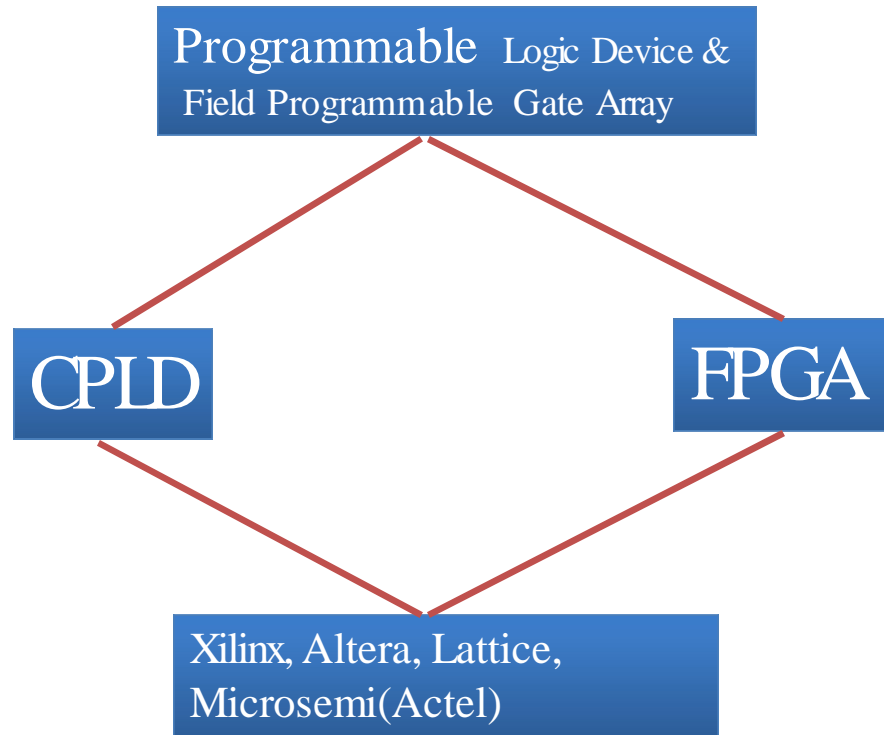 Programmable Logic Device &
Field Programmable Gate Array
CPLD
FPGA
Xilinx, Altera, Lattice,
Microsemi(Actel)